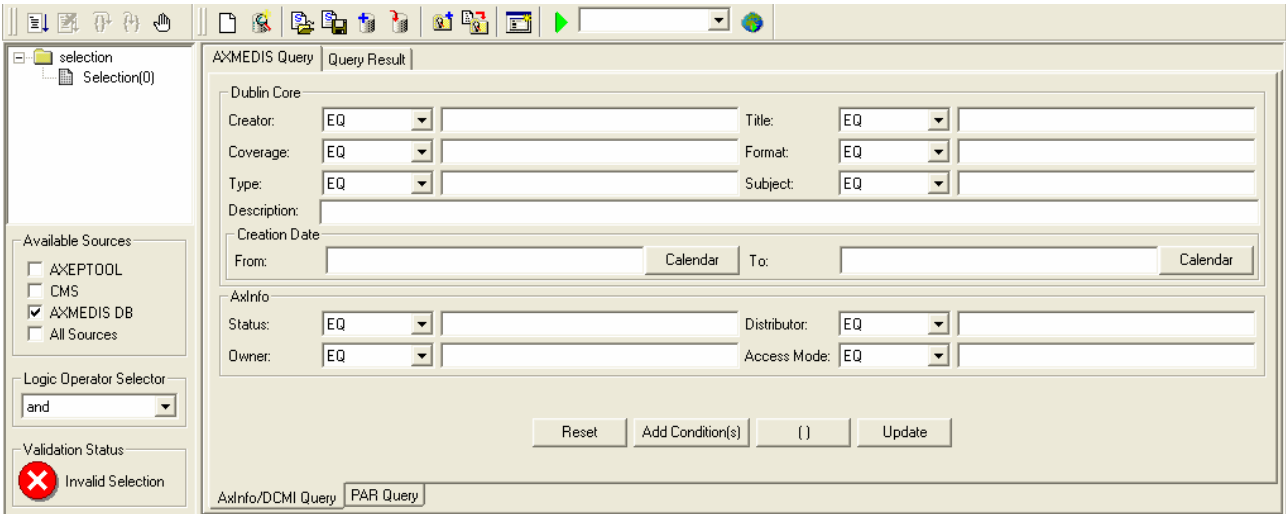 selection
Selection(0)
Available Sources
AXEPTOOL
CMS
AXMEDIS DB
All Sources
Logic Operator Selector
and
Validation Status
Invalid Selection
AXMEDIS Query Query Result
Dublin Core
Creator: EQ Title: EQ
Coverage: EQ Format: EQ
Type: EQ Subject: EQ
Description:
Creation Date
From: Calendar To: Calendar
AxInfo
Status: EQ Distributor: EQ
Owner: EQ Access Mode: EQ
Reset Add Condition(s) ( ) Update
AxInfo/DCMI Query PAR Query